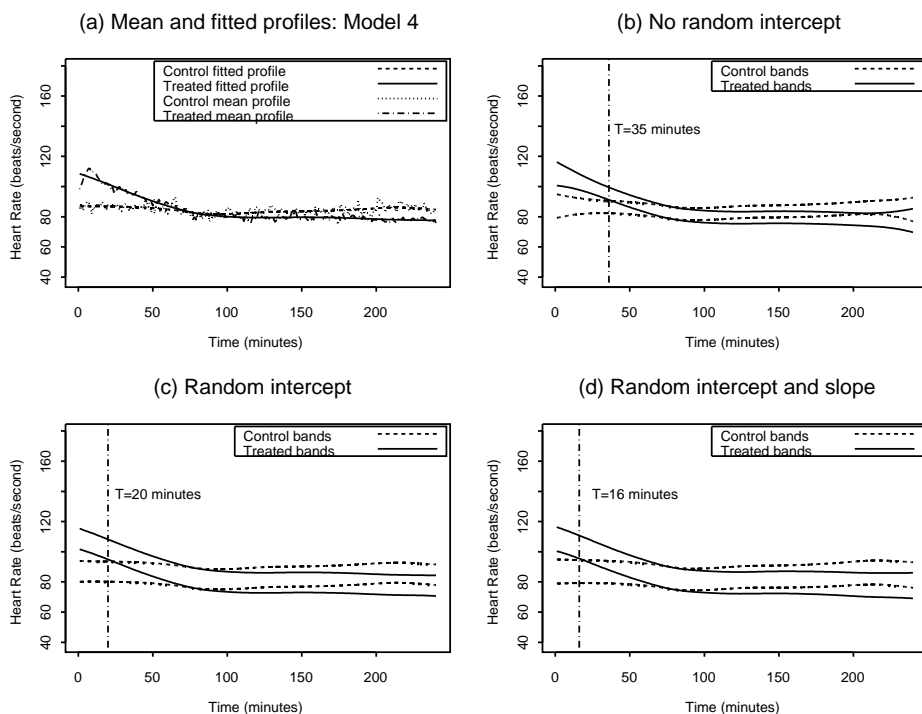 (a) Mean and fitted profiles: Model 4
Control fitted profile
Treated fitted profile
Control mean profile
Treated mean profile
Heart Rate (beats/second)
40 60 80 120 160
0 50 100 150 200
Time (minutes)
(b) No random intercept
Control bands
Treated bands
T=35 minutes
Heart Rate (beats/second)
40 60 80 120 160
0 50 100 150 200
Time (minutes)
(c) Random intercept
Control bands
Treated bands
T=20 minutes
Heart Rate (beats/second)
40 60 80 120 160
0 50 100 150 200
Time (minutes)
(d) Random intercept and slope
Control bands
Treated bands
T=16 minutes
Heart Rate (beats/second)
40 60 80 120 160
0 50 100 150 200
Time (minutes)